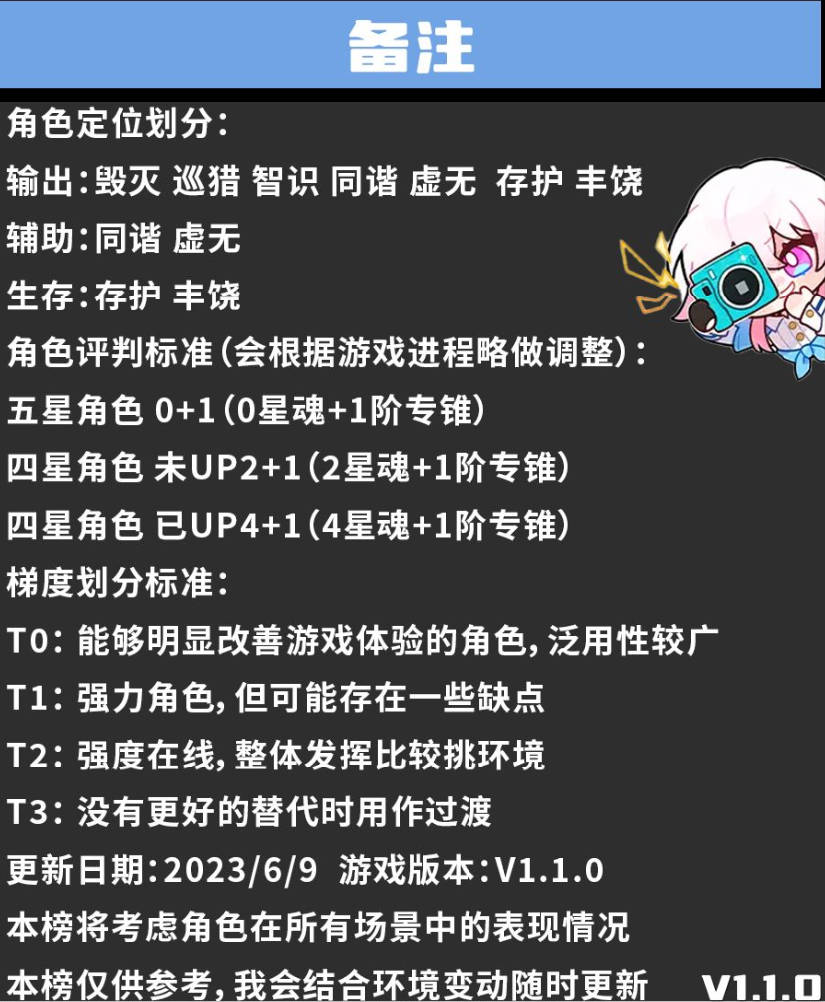 备注
角色定位划分：
输出：毁灭 巡猎 智识 同谐 虚无 存护 丰饶
辅助：同谐 虚无
生存：存护 丰饶
角色评判标准（会根据游戏进程略做调整）：
五星角色 0+1（0星魂+1阶专锥）
四星角色 未UP2+1（2星魂+1阶专锥）
四星角色 已UP4+1（4星魂+1阶专锥）
梯度划分标准：
T0：能够明显改善游戏体验的角色，泛用性较广
T1：强力角色，但可能存在一些缺点
T2：强度在线，整体发挥比较挑环境
T3：没有更好的替代时用作过渡
更新日期：2023/6/9 游戏版本：V1.1.0
本榜将考虑角色在所有场景中的表现情况
本榜仅供参考，我会结合环境变动随时更新
V1.1.0